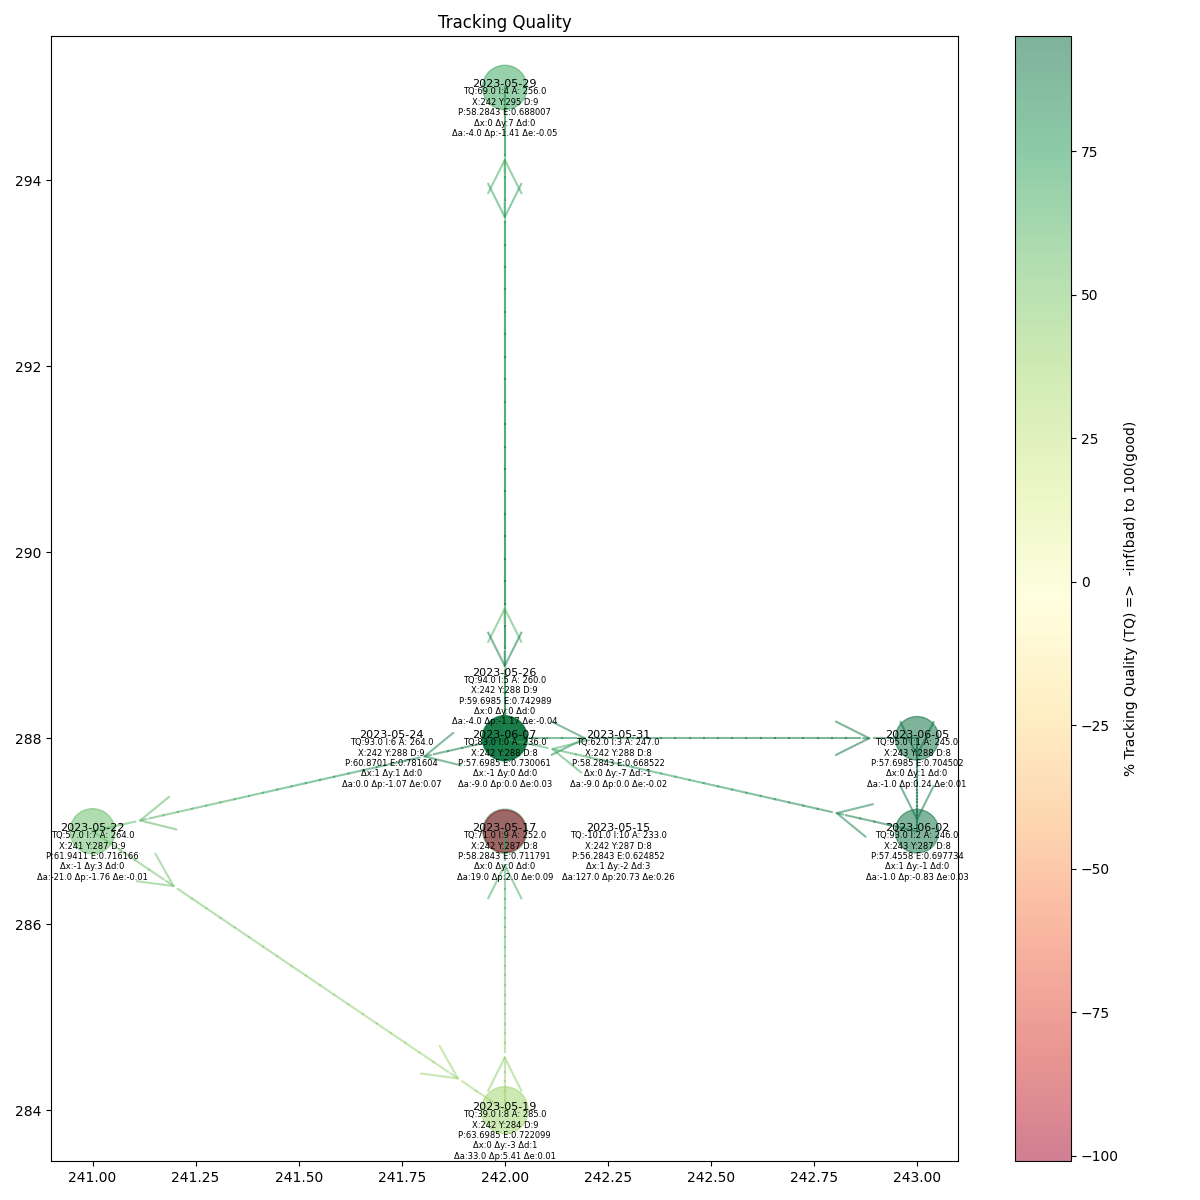 Tracking Quality
2023-05-29
TQ:69.0 I:4 A: 256.0
X:242 Y:295 D:9
P:58.2843 E:0.688007
Δx:0 Δy:7 Δd:0
Δa:-4.0 Δp:-1.41 Δe:-0.05
2023-05-26
TQ:94.0 I:5 A: 260.0
X:242 Y:288 D:9
P:59.6985 E:0.742989
Δx:0 Δy:0 Δd:0
Δa:-4.0 Δp:-1.17 Δe:-0.04
2023-05-24
TQ:93.0 I:6 A: 264.0
X:242 Y:288 D:9
P:60.8701 E:0.781604
Δx:1 Δy:1 Δd:0
Δa:0.0 Δp:-1.07 Δe:0.07
2023-06-07
X:242 Y:288 D:8
P:57.6985 E:0.730061
Δx:-1 Δy:0 Δd:0
Δa:-9.0 Δp:0.0 Δe:0.03
2023-05-31
TQ:62.0 I:3 A: 247.0
X:242 Y:288 D:8
P:58.2843 E:0.668522
Δx:0 Δy:-7 Δd:-1
Δa:-9.0 Δp:0.0 Δe:-0.02
2023-06-05
TQ:95.0 I:1 A: 245.0
X:243 Y:288 D:8
P:57.6985 E:0.704502
Δx:0 Δy:1 Δd:0
Δa:-1.0 Δp:0.24 Δe:0.01
2023-05-22
TQ:57.0 I:7 A: 264.0
X:241 Y:287 D:9
P:61.9411 E:0.716166
Δx:-1 Δy:3 Δd:0
Δa:-21.0 Δp:-1.76 Δe:-0.01
2023-05-17
TQ:71.0 I:9 A: 252.0
X:242 Y:287 D:8
P:58.2843 E:0.711791
Δx:0 Δy:0 Δd:0
Δa:19.0 Δp:2.0 Δe:0.09
2023-05-15
TQ:-101.0 I:10 A: 233.0
X:242 Y:287 D:8
P:56.2843 E:0.624852
Δx:1 Δy:-2 Δd:3
Δa:127.0 Δp:20.73 Δe:0.26
2023-06-02
TQ:93.0 I:2 A: 246.0
X:243 Y:287 D:8
P:57.4558 E:0.697734
Δx:1 Δy:-1 Δd:0
Δa:-1.0 Δp:-0.83 Δe:0.03
2023-05-19
TQ:39.0 I:8 A: 285.0
X:242 Y:284 D:9
P:63.6985 E:0.722099
Δx:0 Δy:-3 Δd:1
Δa:33.0 Δp:5.41 Δe:0.01
294
292
290
288
286
284
241.00
241.25
241.50
241.75
242.00
242.25
242.50
242.75
243.00
75
50
25
0
−25
−50
−75
−100
% Tracking Quality (TQ) => -inf(bad) to 100(good)